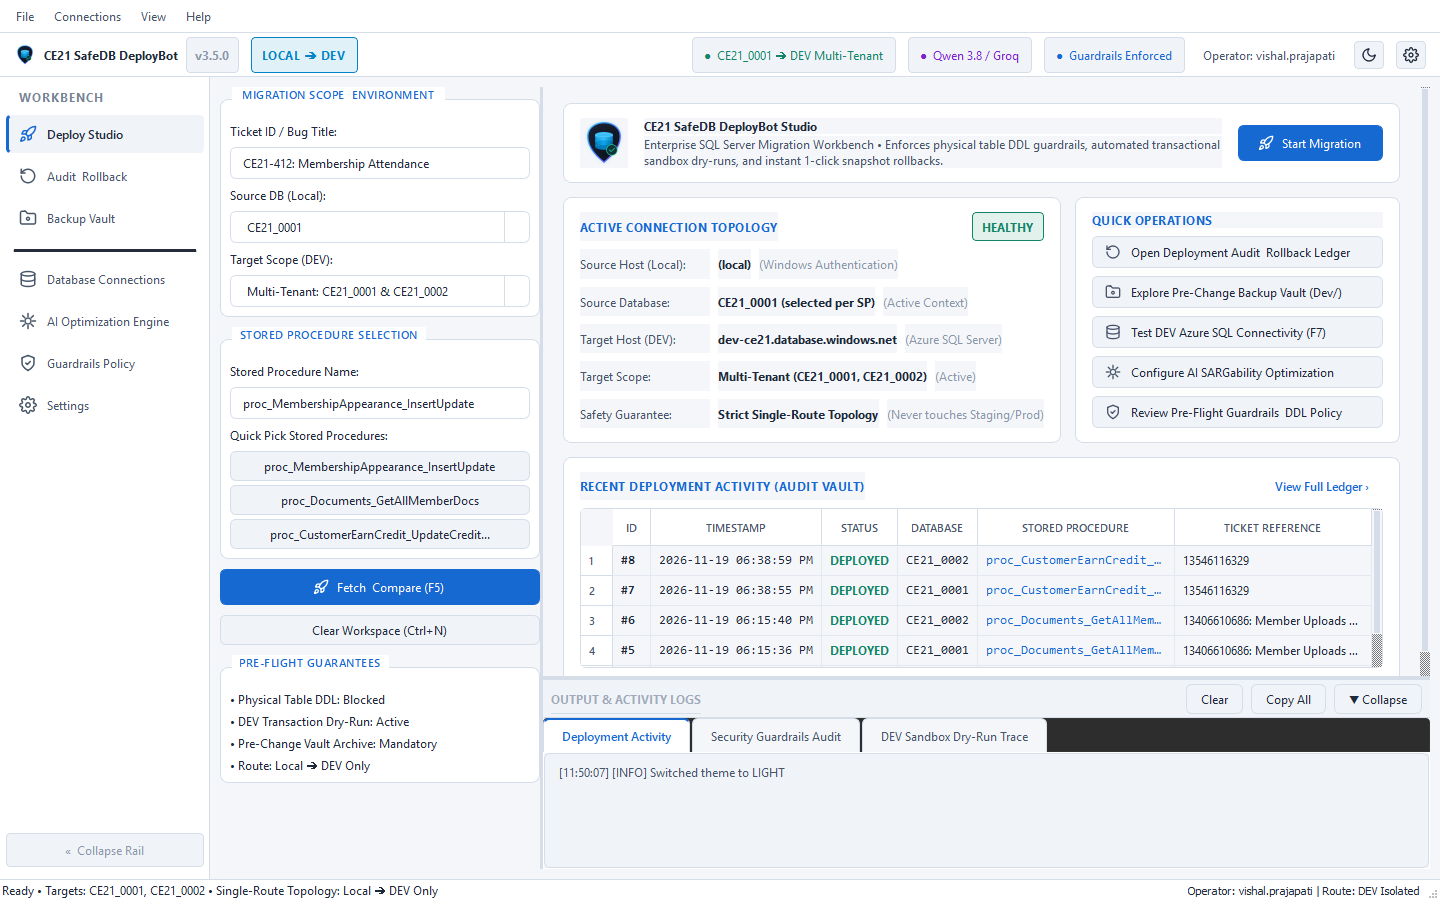 File Connections View Help
CE21 SafeDB DeployBot v3.5.0 LOCAL ➔ DEV ● CE21_0001 ➔ DEV Multi-Tenant ● Qwen 3.8 / Groq ● Guardrails Enforced Operator: vishal.prajapati
WORKBENCH
Deploy Studio
Audit Rollback
Backup Vault
Database Connections
AI Optimization Engine
Guardrails Policy
Settings
« Collapse Rail
MIGRATION SCOPE ENVIRONMENT
Ticket ID / Bug Title:
CE21-412: Membership Attendance
Source DB (Local):
CE21_0001
Target Scope (DEV):
Multi-Tenant: CE21_0001 & CE21_0002
STORED PROCEDURE SELECTION
Stored Procedure Name:
proc_MembershipAppearance_InsertUpdate
Quick Pick Stored Procedures:
proc_MembershipAppearance_InsertUpdate
proc_Documents_GetAllMemberDocs
proc_CustomerEarnCredit_UpdateCredit...
Fetch Compare (F5)
Clear Workspace (Ctrl+N)
PRE-FLIGHT GUARANTEES
• Physical Table DDL: Blocked
• DEV Transaction Dry-Run: Active
• Pre-Change Vault Archive: Mandatory
• Route: Local ➔ DEV Only
CE21 SafeDB DeployBot Studio
Enterprise SQL Server Migration Workbench • Enforces physical table DDL guardrails, automated transactional
sandbox dry-runs, and instant 1-click snapshot rollbacks.
Start Migration
ACTIVE CONNECTION TOPOLOGY HEALTHY
Source Host (Local): (local) (Windows Authentication)
Source Database: CE21_0001 (selected per SP) (Active Context)
Target Host (DEV): dev-ce21.database.windows.net (Azure SQL Server)
Target Scope: Multi-Tenant (CE21_0001, CE21_0002) (Active)
Safety Guarantee: Strict Single-Route Topology (Never touches Staging/Prod)
QUICK OPERATIONS
Open Deployment Audit Rollback Ledger
Explore Pre-Change Backup Vault (Dev/)
Test DEV Azure SQL Connectivity (F7)
Configure AI SARGability Optimization
Review Pre-Flight Guardrails DDL Policy
RECENT DEPLOYMENT ACTIVITY (AUDIT VAULT) View Full Ledger ›
ID TIMESTAMP STATUS DATABASE STORED PROCEDURE TICKET REFERENCE
1 #8 2026-11-19 06:38:59 PM DEPLOYED CE21_0002 proc_CustomerEarnCredit_… 13546116329
2 #7 2026-11-19 06:38:55 PM DEPLOYED CE21_0001 proc_CustomerEarnCredit_… 13546116329
3 #6 2026-11-19 06:15:40 PM DEPLOYED CE21_0002 proc_Documents_GetAllMem… 13406610686: Member Uploads ...
4 #5 2026-11-19 06:15:36 PM DEPLOYED CE21_0001 proc_Documents_GetAllMem… 13406610686: Member Uploads ...
OUTPUT & ACTIVITY LOGS Clear Copy All ▼ Collapse
Deployment Activity Security Guardrails Audit DEV Sandbox Dry-Run Trace
[11:50:07] [INFO] Switched theme to LIGHT
Ready • Targets: CE21_0001, CE21_0002 • Single-Route Topology: Local ➔ DEV Only Operator: vishal.prajapati | Route: DEV Isolated